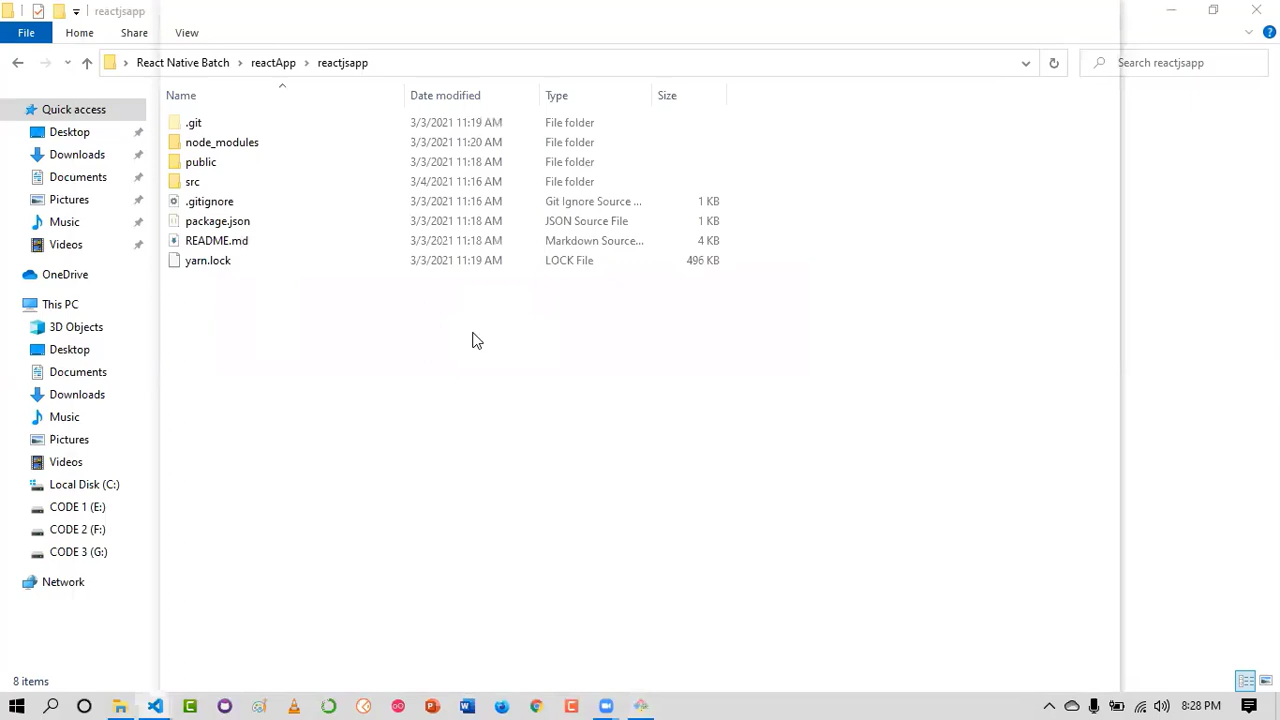 reactjsapp
File Home Share View
React Native Batch reactApp reactjsapp Search reactjsapp
Name Date modified Type Size
Quick access
Desktop
Downloads
Documents
Pictures
Music
Videos
OneDrive
This PC
3D Objects
Desktop
Documents
Downloads
Music
Pictures
Videos
Local Disk (C:)
CODE 1 (E:)
CODE 2 (F:)
CODE 3 (G:)
Network
.git 3/3/2021 11:19 AM File folder
node_modules 3/3/2021 11:20 AM File folder
public 3/3/2021 11:18 AM File folder
src 3/4/2021 11:16 AM File folder
.gitignore 3/3/2021 11:16 AM Git Ignore Source ... 1 KB
package.json 3/3/2021 11:18 AM JSON Source File 1 KB
README.md 3/3/2021 11:18 AM Markdown Source... 4 KB
yarn.lock 3/3/2021 11:19 AM LOCK File 496 KB
8 items
8:28 PM